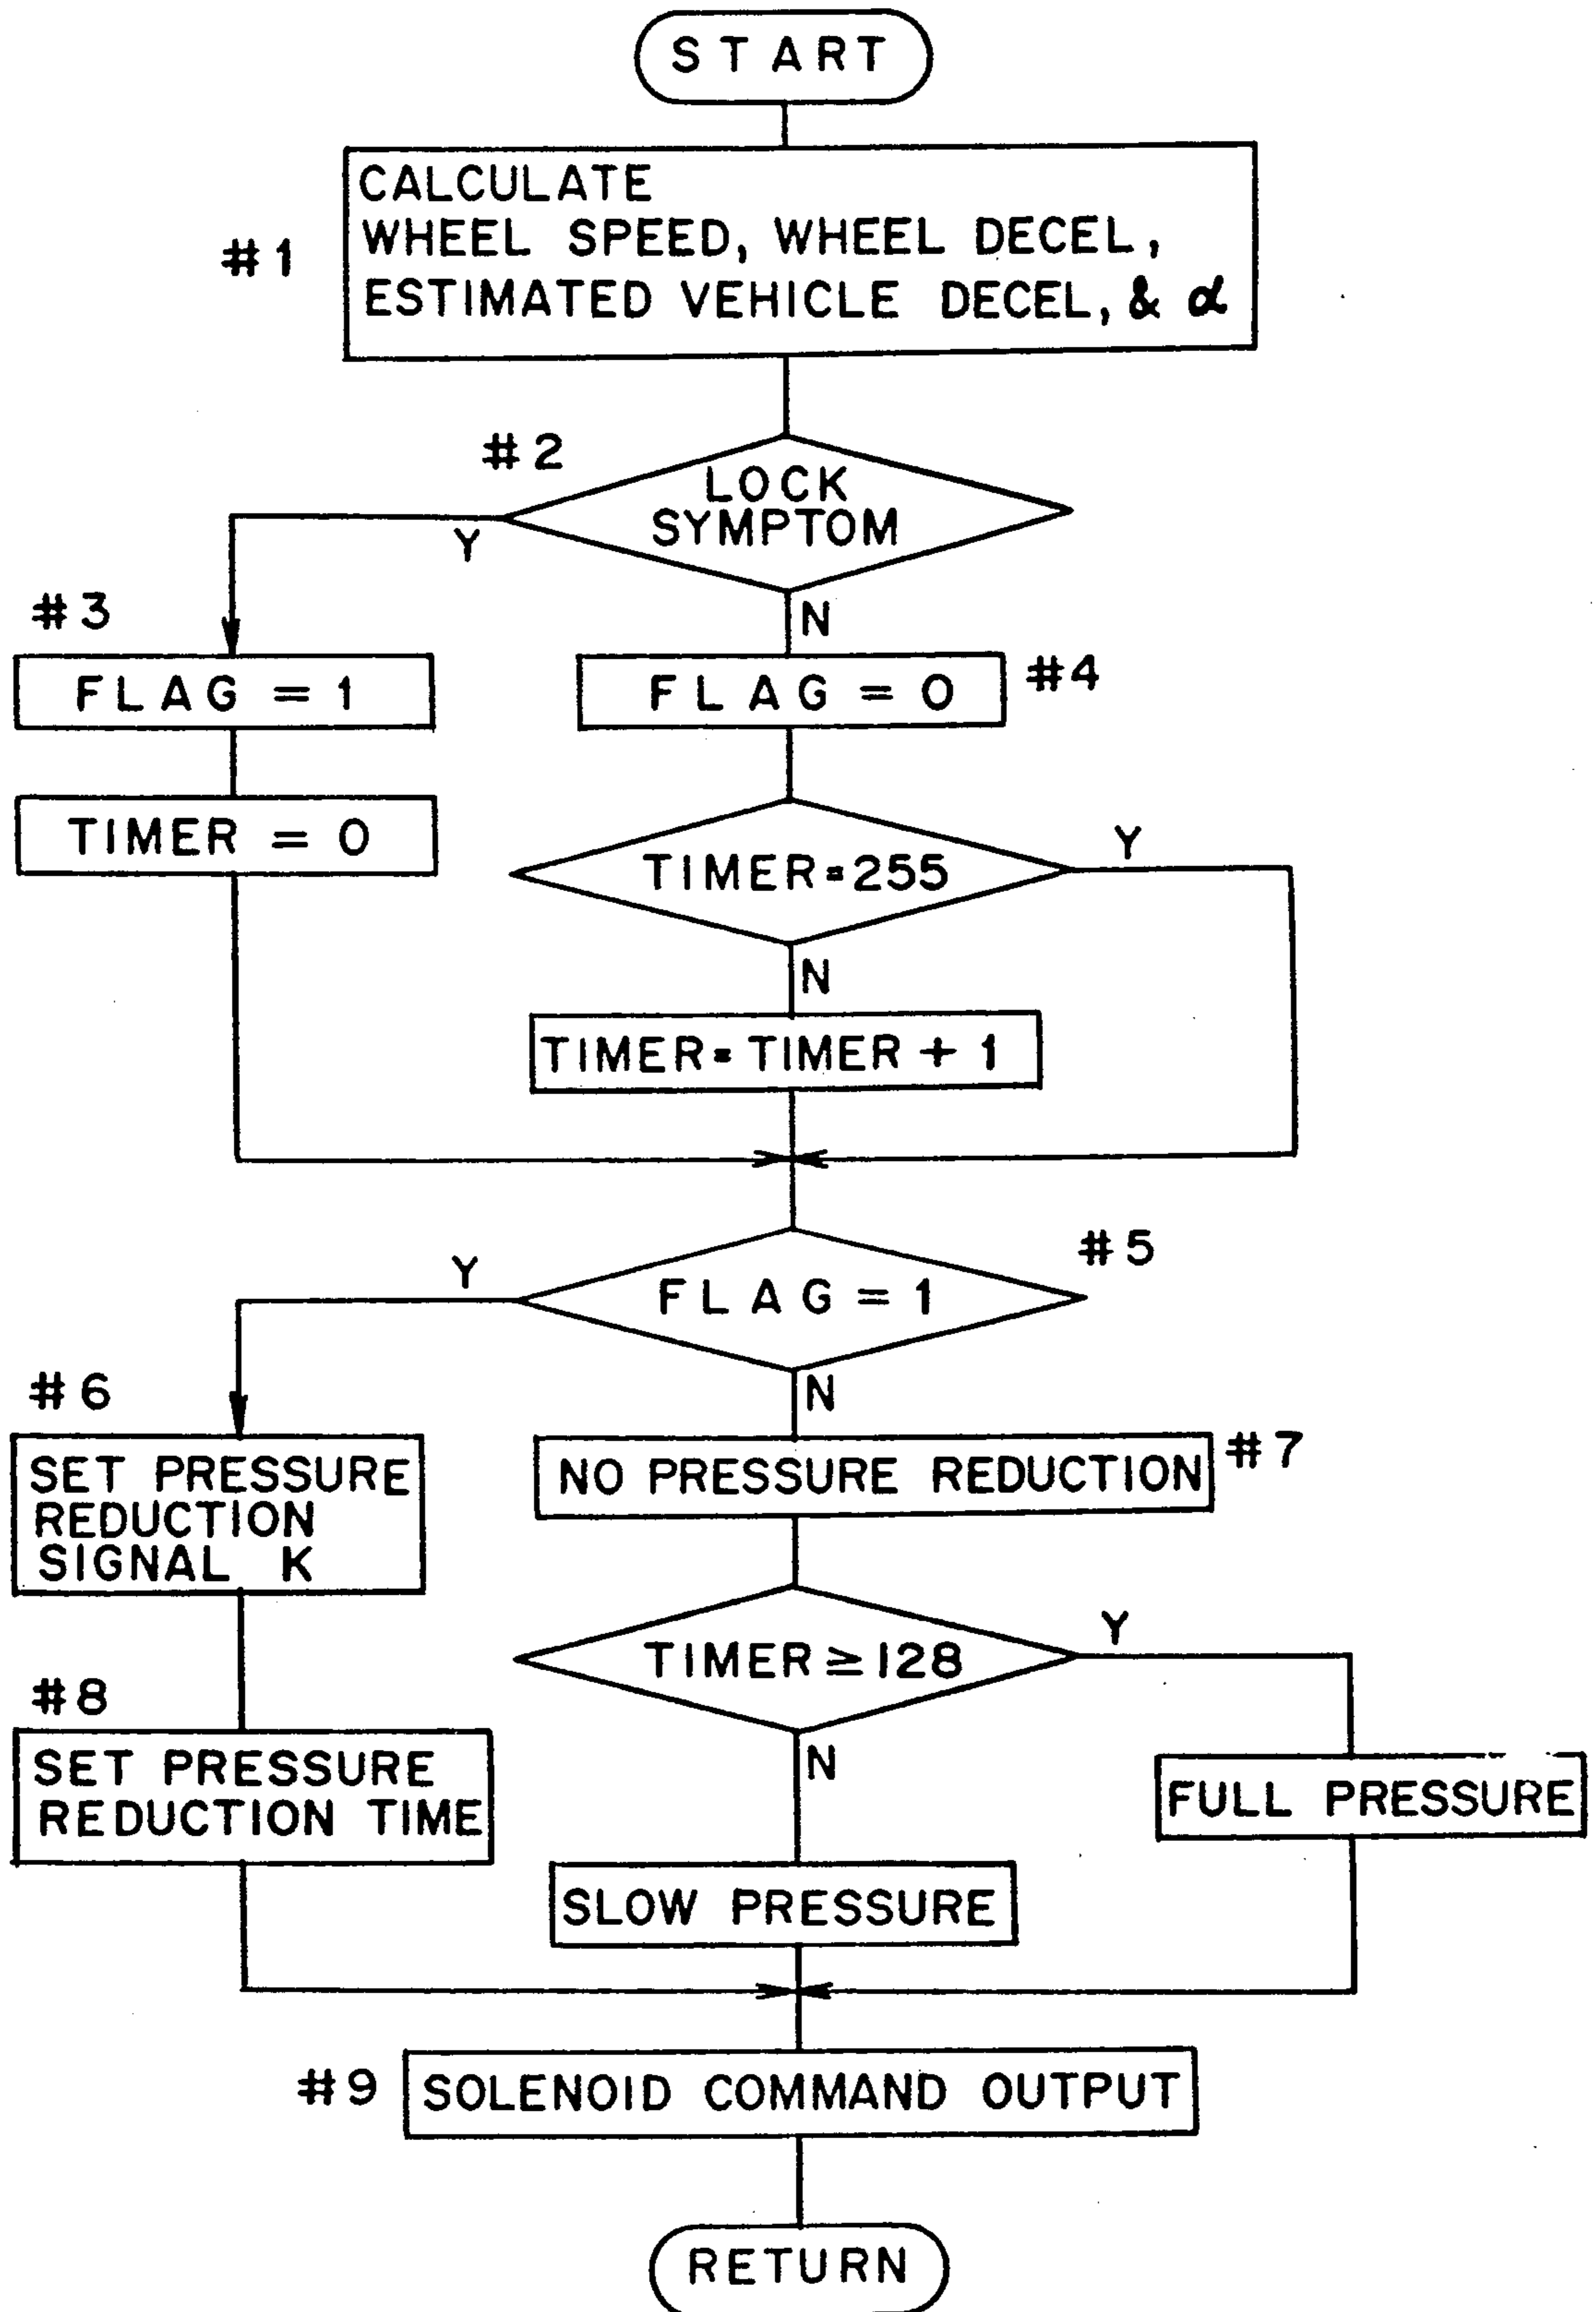 START
CALCULATE
WHEEL SPEED, WHEEL DECEL,
ESTIMATED VEHICLE DECEL, & α
#1
#2
LOCK
SYMPTOM
Y
N
#3
FLAG = 1
FLAG = 0
#4
TIMER = 0
TIMER=255
Y
N
TIMER=TIMER + 1
#5
Y
FLAG = 1
N
#6
SET PRESSURE
REDUCTION
SIGNAL K
NO PRESSURE REDUCTION
#7
TIMER≧128
Y
N
#8
SET PRESSURE
REDUCTION TIME
FULL PRESSURE
SLOW PRESSURE
#9
SOLENOID COMMAND OUTPUT
RETURN